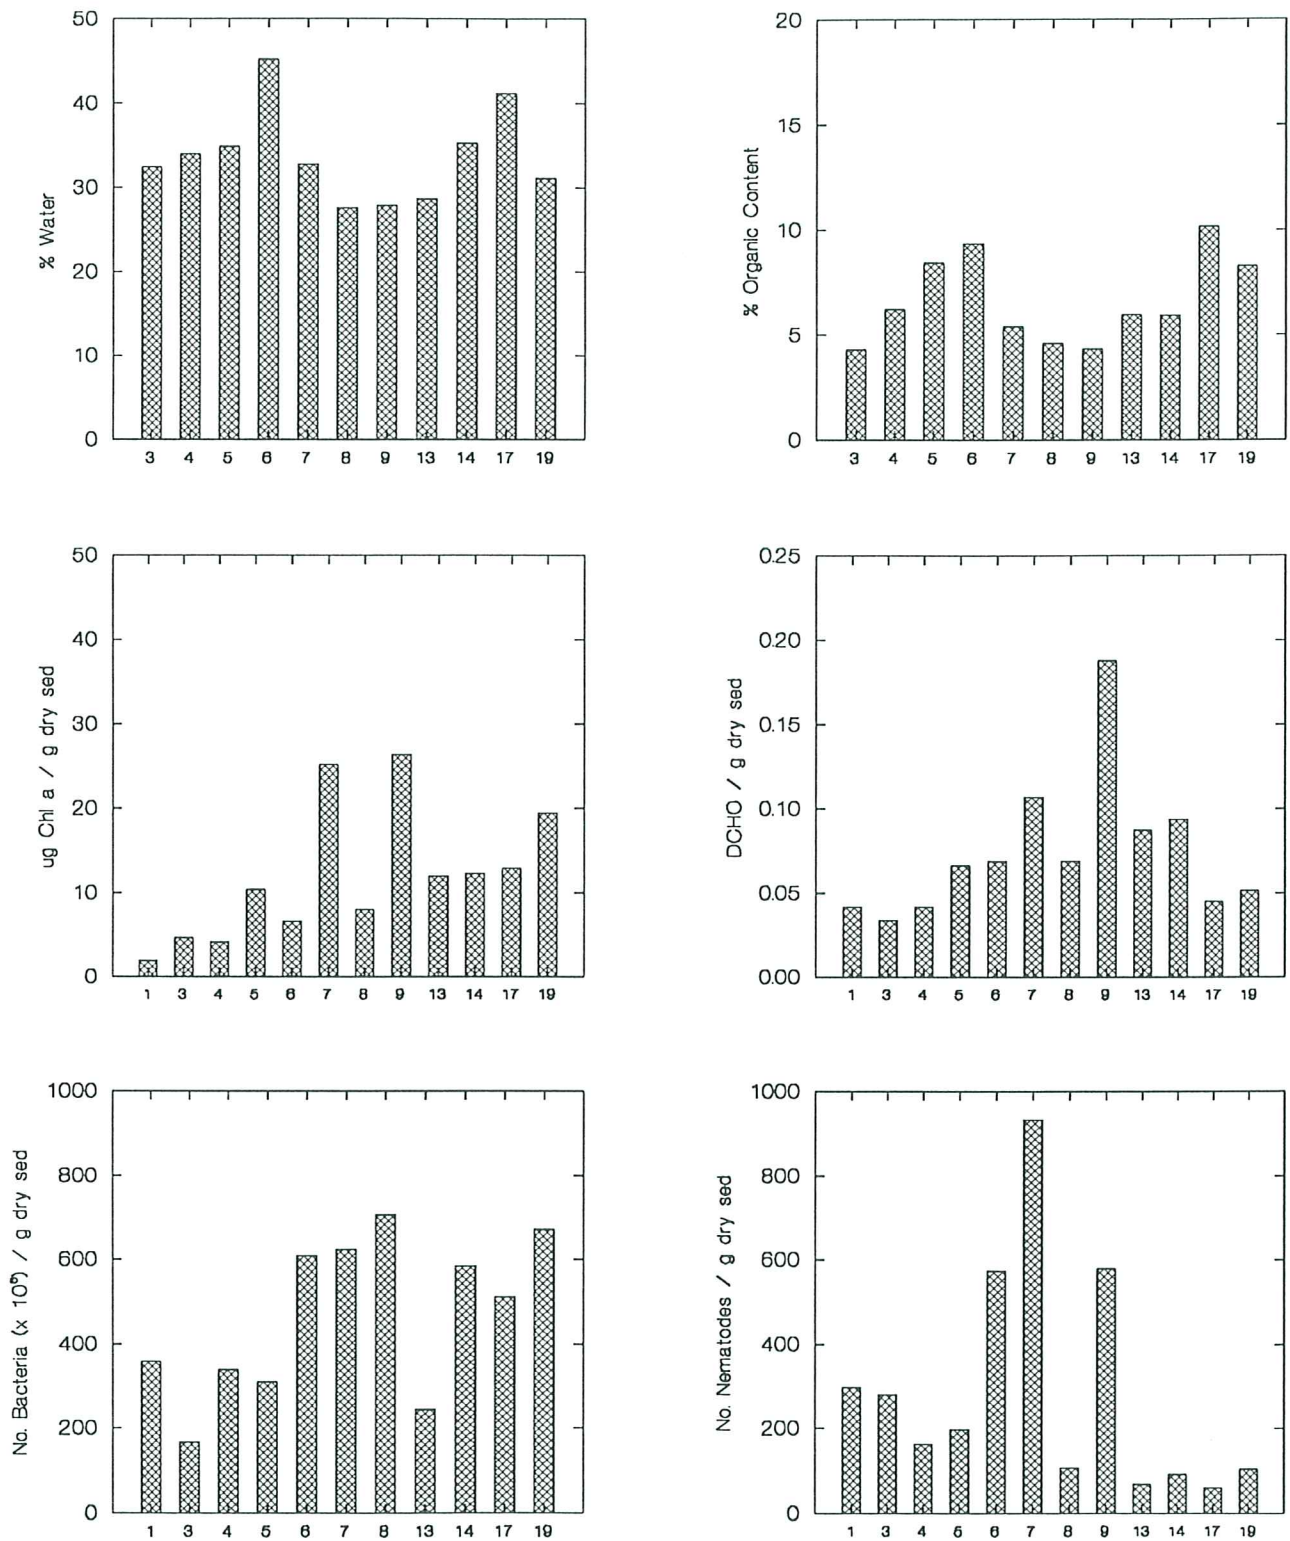 50
40
30
20
10
0
% Water
3 4 5 6 7 8 9 13 14 17 19
20
15
10
5
0
% Organic Content
3 4 5 6 7 8 9 13 14 17 19
50
40
30
20
10
0
ug Chl a / g dry sed
1 3 4 5 6 7 8 9 13 14 17 19
0.25
0.20
0.15
0.10
0.05
0.00
DCHO / g dry sed
1 3 4 5 6 7 8 9 13 14 17 19
1000
800
600
400
200
0
No. Bacteria (x 10⁶) / g dry sed
1 3 4 5 6 7 8 13 14 17 19
1000
800
600
400
200
0
No. Nematodes / g dry sed
1 3 4 5 6 7 8 9 13 14 17 19